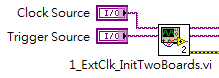 Clock Source
I/O
Trigger Source
I/O
2
1_ExtClk_InitTwoBoards.vi